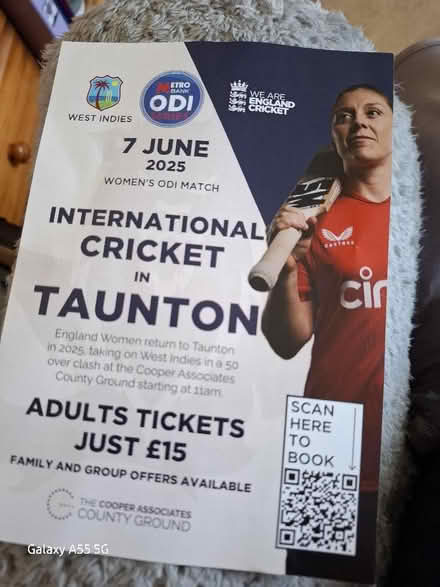 WEST INDIES
METRO
BANK
ODI
SERIES
WE ARE
ENGLAND
CRICKET
7 JUNE
2025
WOMEN'S ODI MATCH
INTERNATIONAL
CRICKET
IN
TAUNTON
castore
cin
England Women return to Taunton
in 2025, taking on West Indies in a 50
over clash at the Cooper Associates
County Ground starting at 11am.
ADULTS TICKETS
JUST £15
FAMILY AND GROUP OFFERS AVAILABLE
SCAN
HERE
TO
BOOK
THE COOPER ASSOCIATES
COUNTY GROUND
Galaxy A55 5G